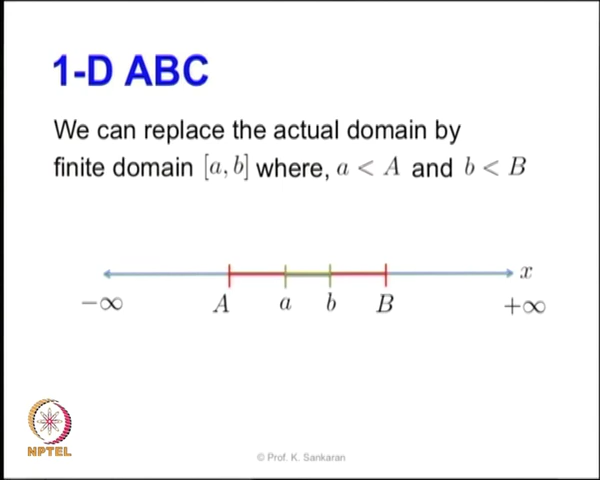 1-D ABC
We can replace the actual domain by
finite domain [a, b] where, a < A and b < B
x
−∞ A a b B +∞
NPTEL
© Prof. K. Sankaran